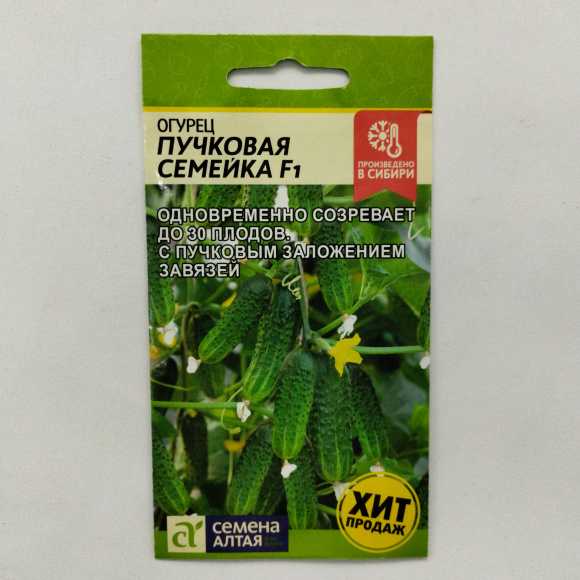 ОГУРЕЦ
ПУЧКОВАЯ
СЕМЕЙКА F1
ПРОИЗВЕДЕНО
В СИБИРИ
ОДНОВРЕМЕННО СОЗРЕВАЕТ
ДО 30 ПЛОДОВ.
С ПУЧКОВЫМ ЗАЛОЖЕНИЕМ
ЗАВЯЗЕЙ
ХИТ
ПРОДАЖ
семена
АЛТАЯ